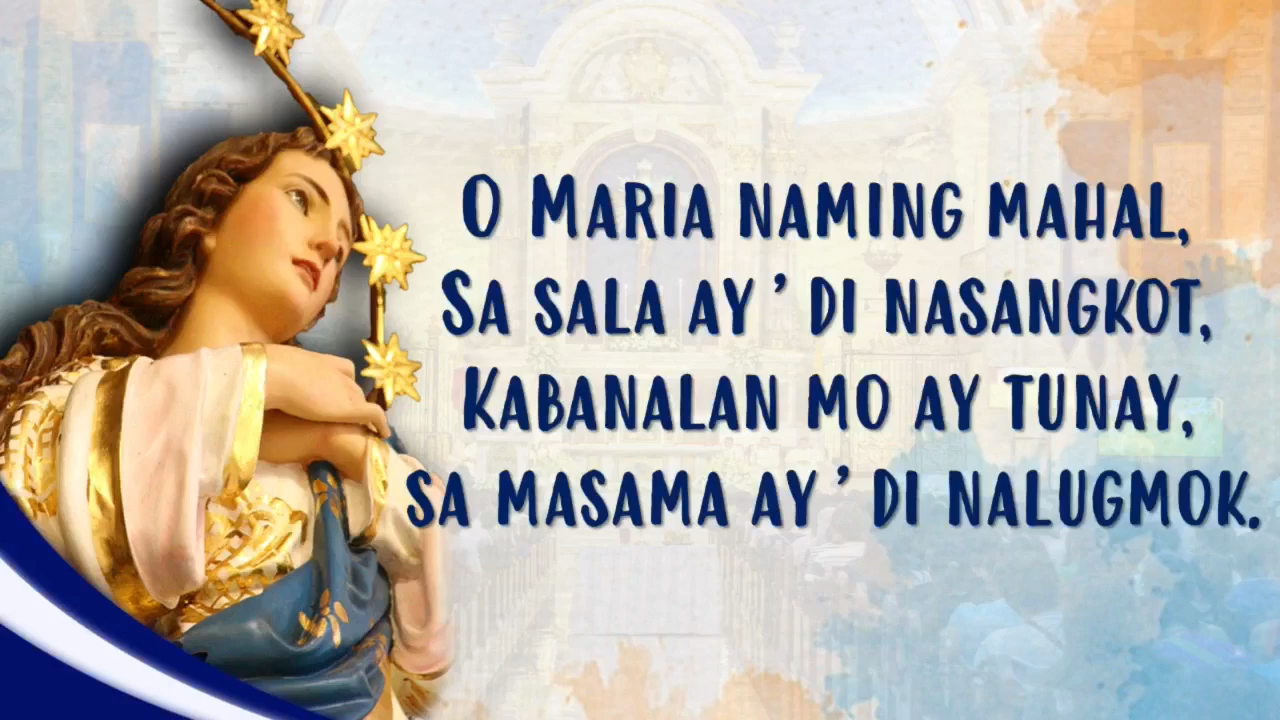 O Maria naming mahal,
Sa sala ay 'di nasangkot,
Kabanalan mo ay tunay,
sa masama ay 'di nalugmok.